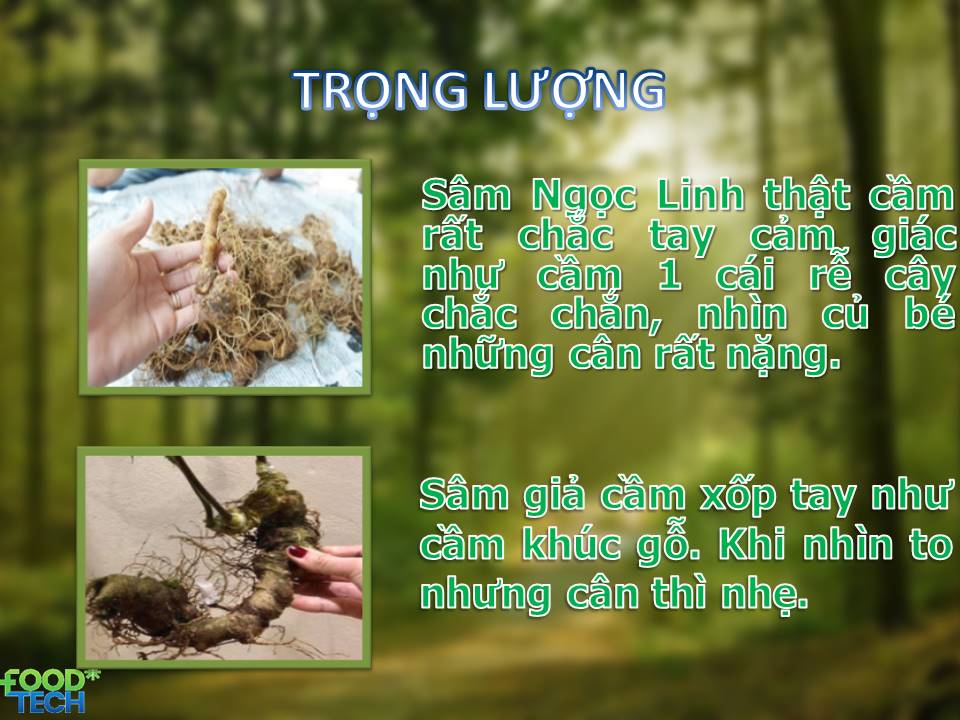 TRỌNG LƯỢNG
Sâm Ngọc Linh thật cầm
rất chắc tay cảm giác
như cầm 1 cái rễ cây
chắc chắn, nhìn củ bé
những cân rất nặng.
Sâm giả cầm xốp tay như
cầm khúc gỗ. Khi nhìn to
nhưng cân thì nhẹ.
FOOD
TECH